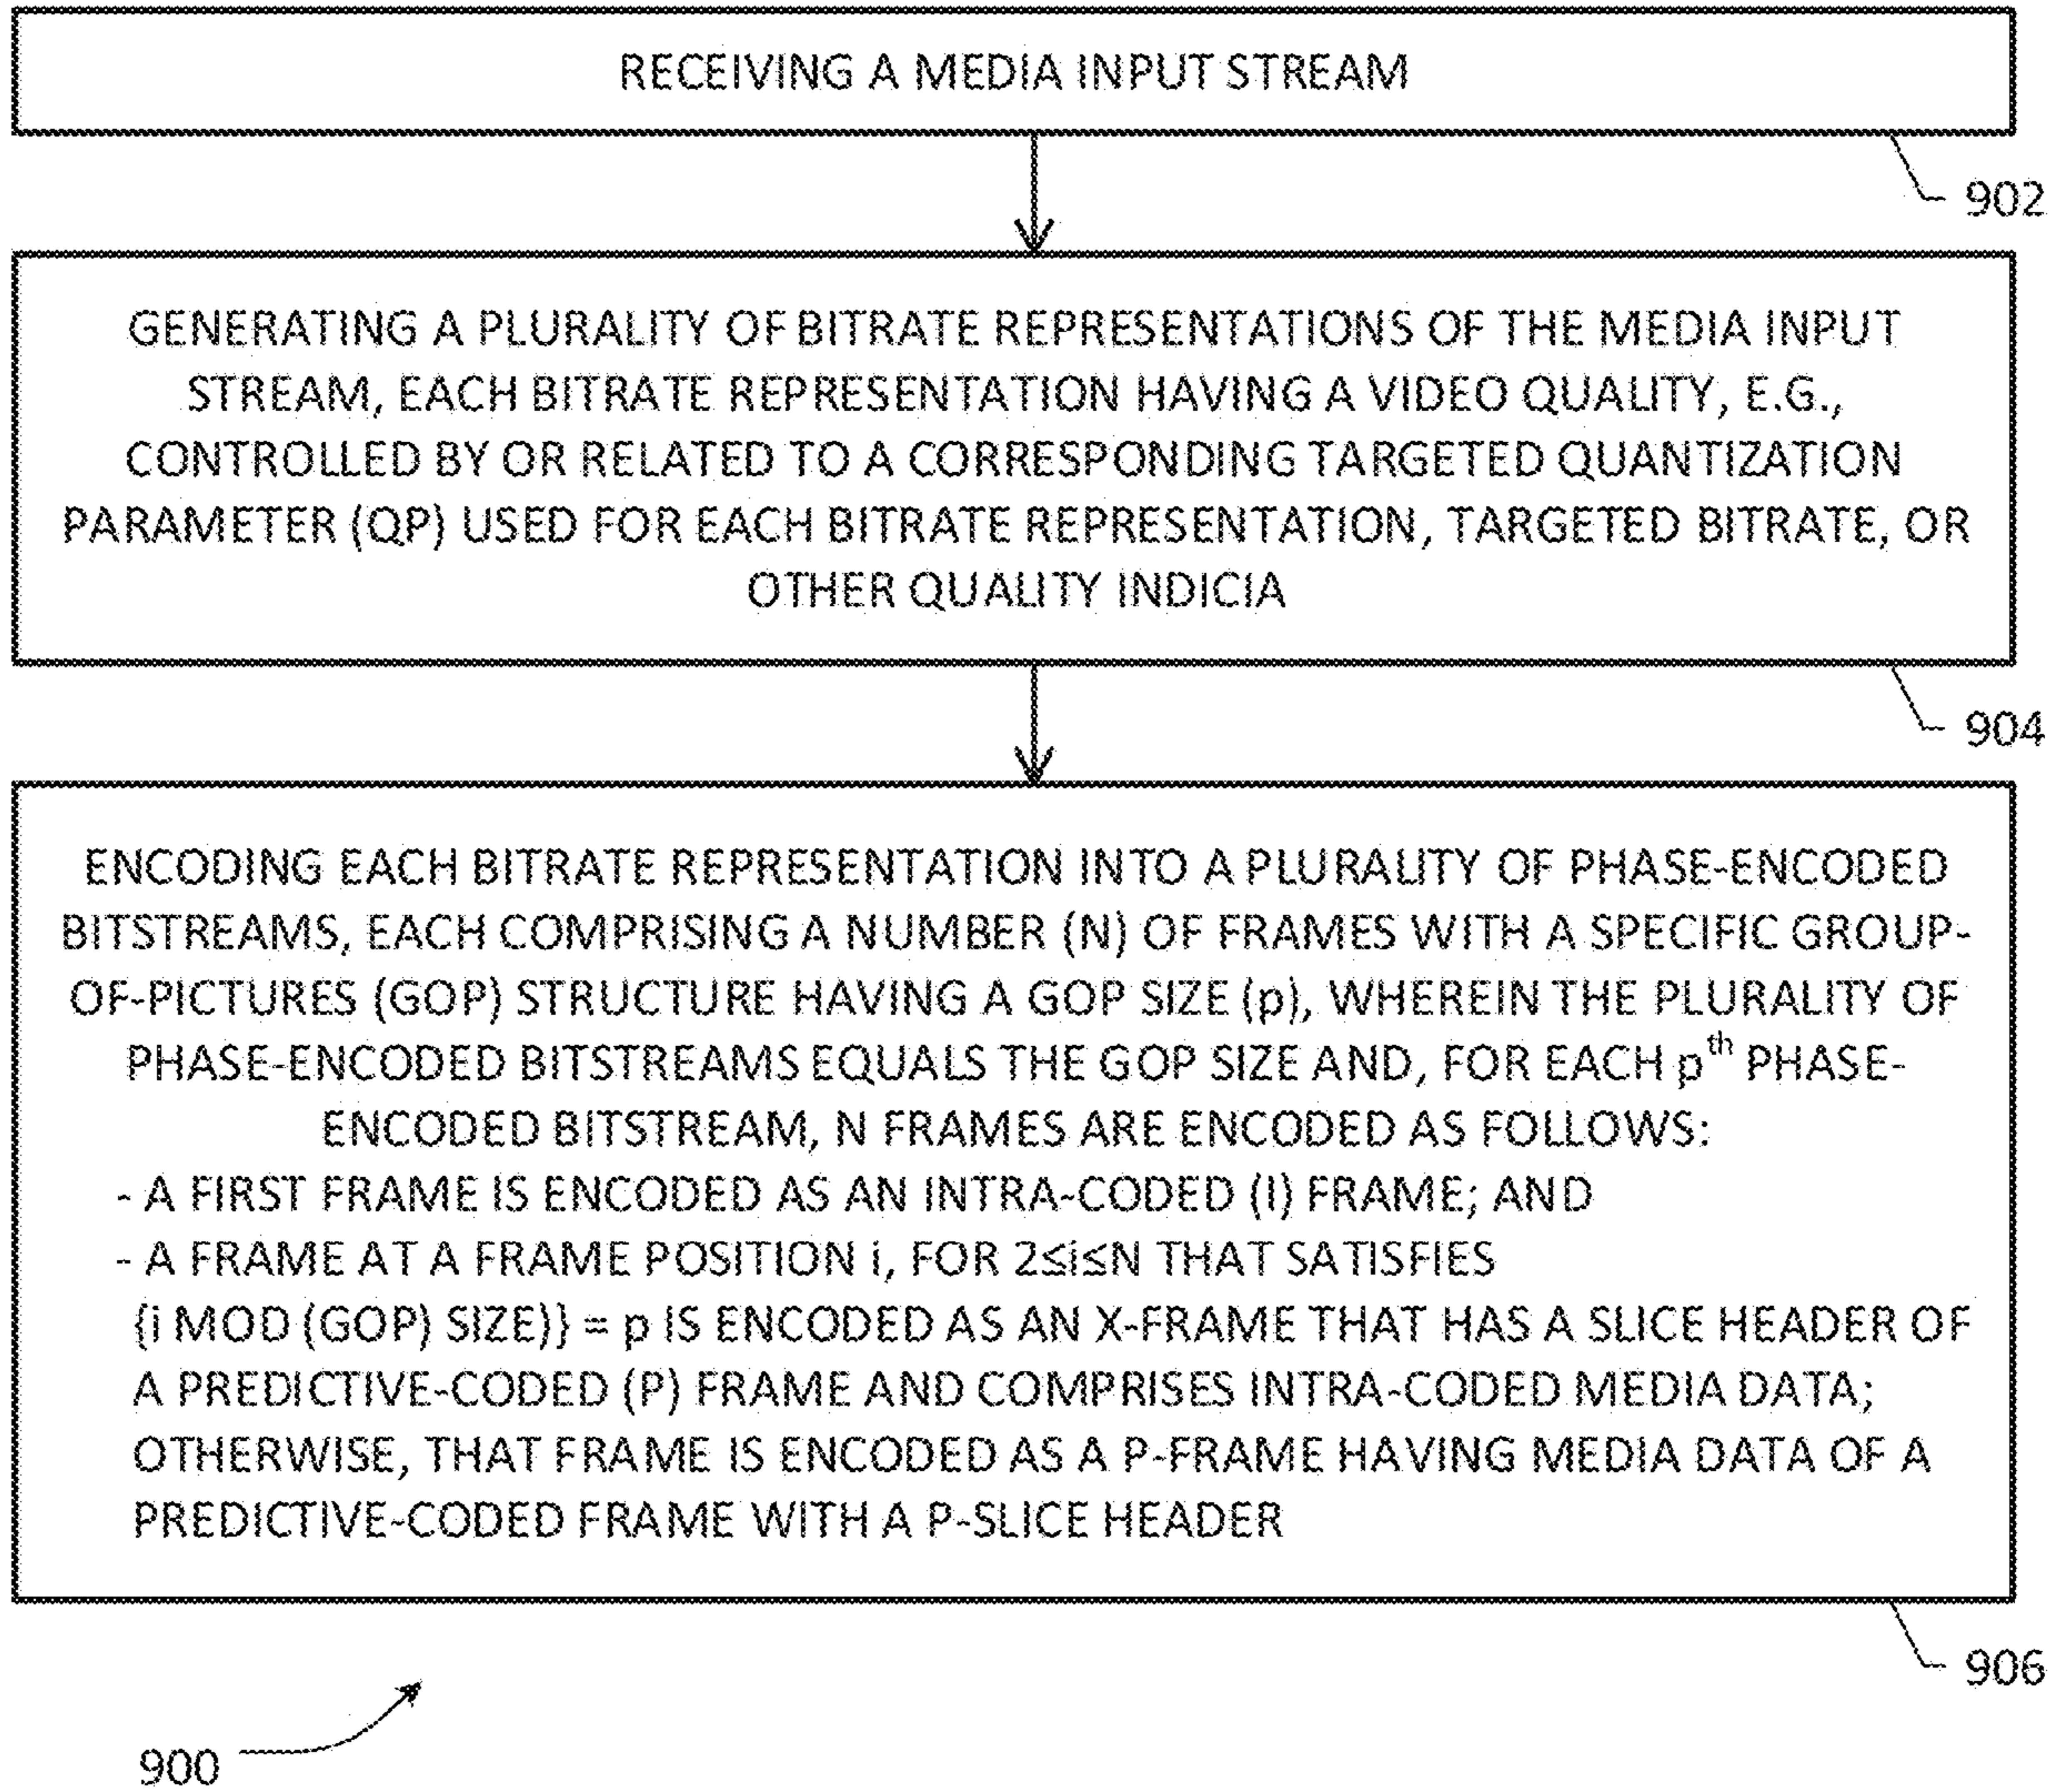 RECEIVING A MEDIA INPUT STREAM
902
GENERATING A PLURALITY OF BITRATE REPRESENTATIONS OF THE MEDIA INPUT
STREAM, EACH BITRATE REPRESENTATION HAVING A VIDEO QUALITY, E.G.,
CONTROLLED BY OR RELATED TO A CORRESPONDING TARGETED QUANTIZATION
PARAMETER (QP) USED FOR EACH BITRATE REPRESENTATION, TARGETED BITRATE, OR
OTHER QUALITY INDICIA
904
ENCODING EACH BITRATE REPRESENTATION INTO A PLURALITY OF PHASE-ENCODED
BITSTREAMS, EACH COMPRISING A NUMBER (N) OF FRAMES WITH A SPECIFIC GROUP-
OF-PICTURES (GOP) STRUCTURE HAVING A GOP SIZE (p), WHEREIN THE PLURALITY OF
PHASE-ENCODED BITSTREAMS EQUALS THE GOP SIZE AND, FOR EACH pth PHASE-
ENCODED BITSTREAM, N FRAMES ARE ENCODED AS FOLLOWS:
- A FIRST FRAME IS ENCODED AS AN INTRA-CODED (I) FRAME; AND
- A FRAME AT A FRAME POSITION i, FOR 2≤i≤N THAT SATISFIES
{i MOD (GOP) SIZE)} = p IS ENCODED AS AN X-FRAME THAT HAS A SLICE HEADER OF
A PREDICTIVE-CODED (P) FRAME AND COMPRISES INTRA-CODED MEDIA DATA;
OTHERWISE, THAT FRAME IS ENCODED AS A P-FRAME HAVING MEDIA DATA OF A
PREDICTIVE-CODED FRAME WITH A P-SLICE HEADER
906
900